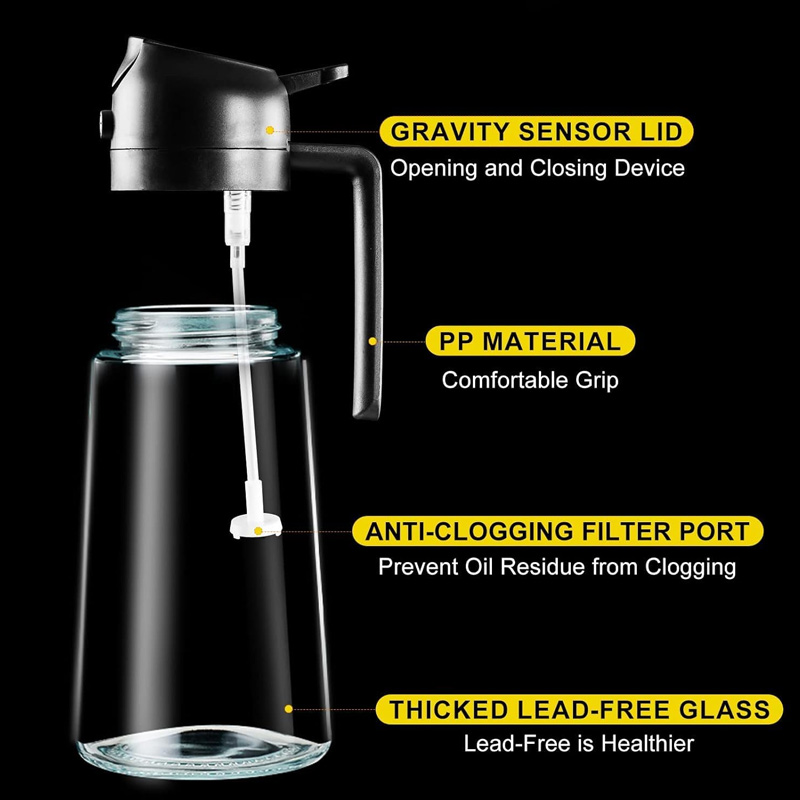 GRAVITY SENSOR LID
Opening and Closing Device
PP MATERIAL
Comfortable Grip
ANTI-CLOGGING FILTER PORT
Prevent Oil Residue from Clogging
THICKED LEAD-FREE GLASS
Lead-Free is Healthier